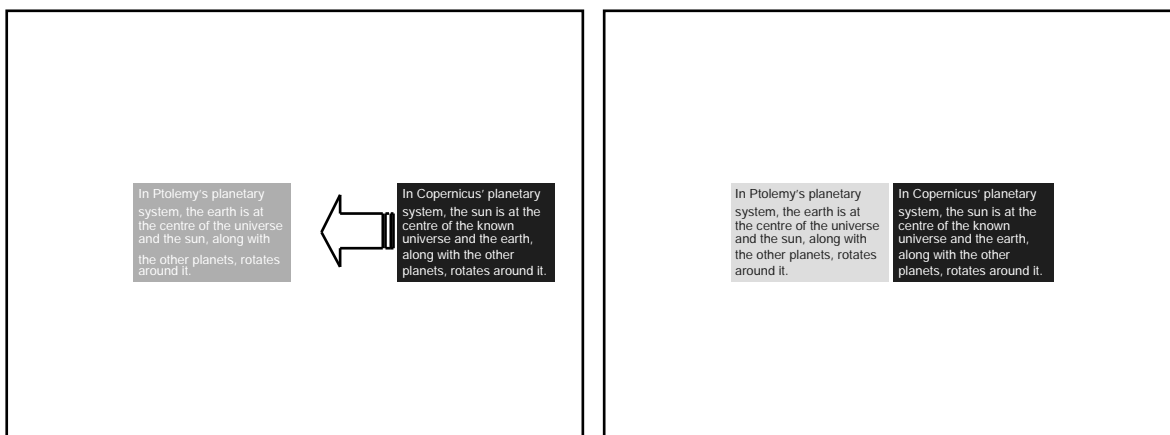 In Ptolemy's planetary
system, the earth is at
the centre of the universe
and the sun, along with
the other planets, rotates
around it.
In Copernicus' planetary
system, the sun is at the
centre of the known
universe and the earth,
along with the other
planets, rotates around it.
In Ptolemy's planetary
system, the earth is at
the centre of the universe
and the sun, along with
the other planets, rotates
around it.
In Copernicus' planetary
system, the sun is at the
centre of the known
universe and the earth,
along with the other
planets, rotates around it.